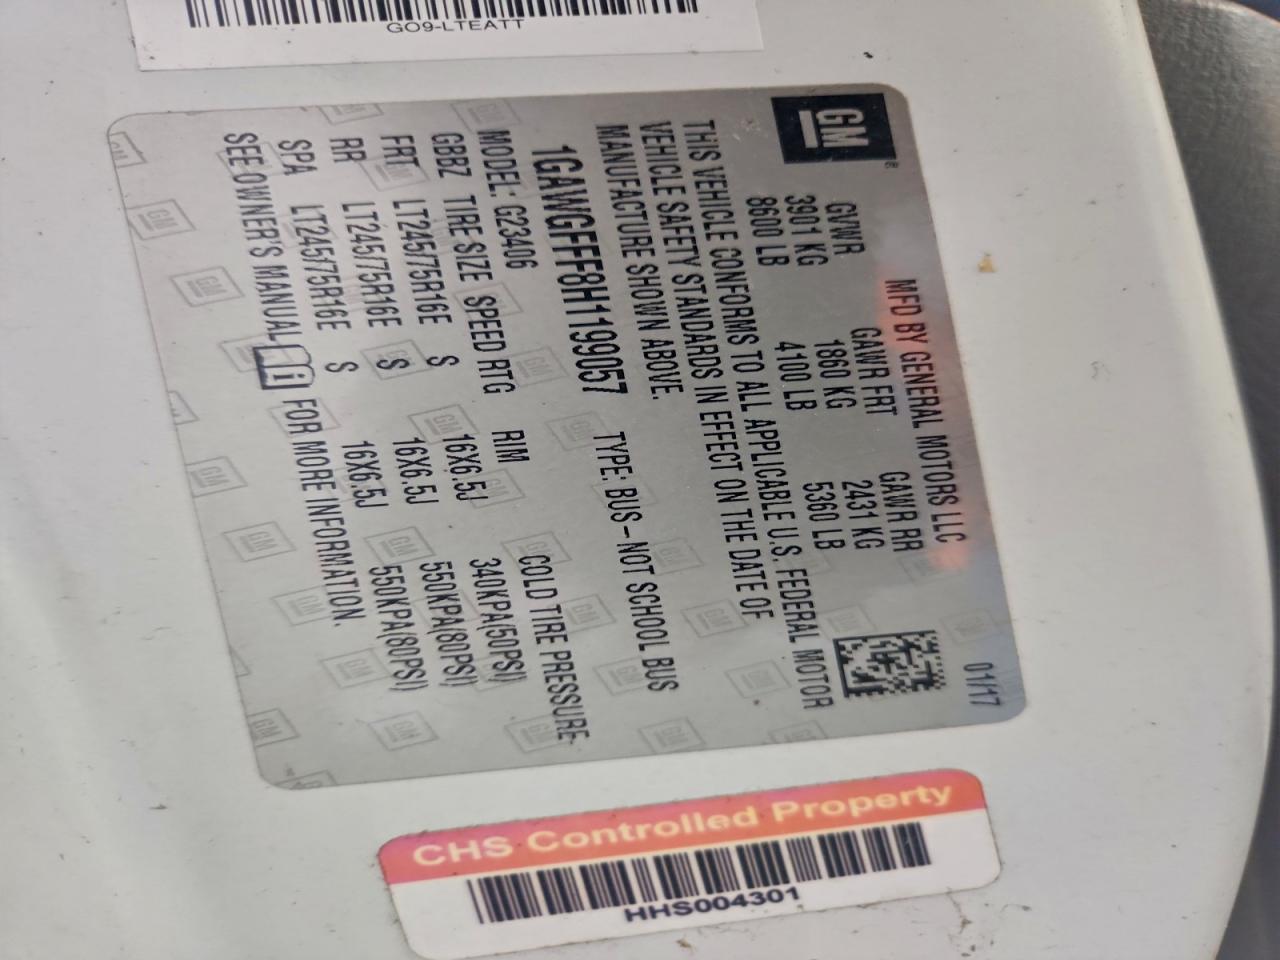 GO9-LTEATT
GM®
MFD BY GENERAL MOTORS LLC 01/17
GVWR GAWR FRT GAWR RR
3901 KG 1860 KG 2431 KG
8600 LB 4100 LB 5360 LB
THIS VEHICLE CONFORMS TO ALL APPLICABLE U.S. FEDERAL MOTOR
VEHICLE SAFETY STANDARDS IN EFFECT ON THE DATE OF
MANUFACTURE SHOWN ABOVE.
1GAWGFFF8H1199057 TYPE: BUS–NOT SCHOOL BUS
MODEL: G23406
GBBZ TIRE SIZE SPEED RTG RIM COLD TIRE PRESSURE
FRT LT245/75R16E S 16X6.5J 340KPA(50PSI)
RR LT245/75R16E S 16X6.5J 550KPA(80PSI)
SPA LT245/75R16E S 16X6.5J 550KPA(80PSI)
SEE OWNER'S MANUAL FOR MORE INFORMATION.
CHS Controlled Property
HHS004301